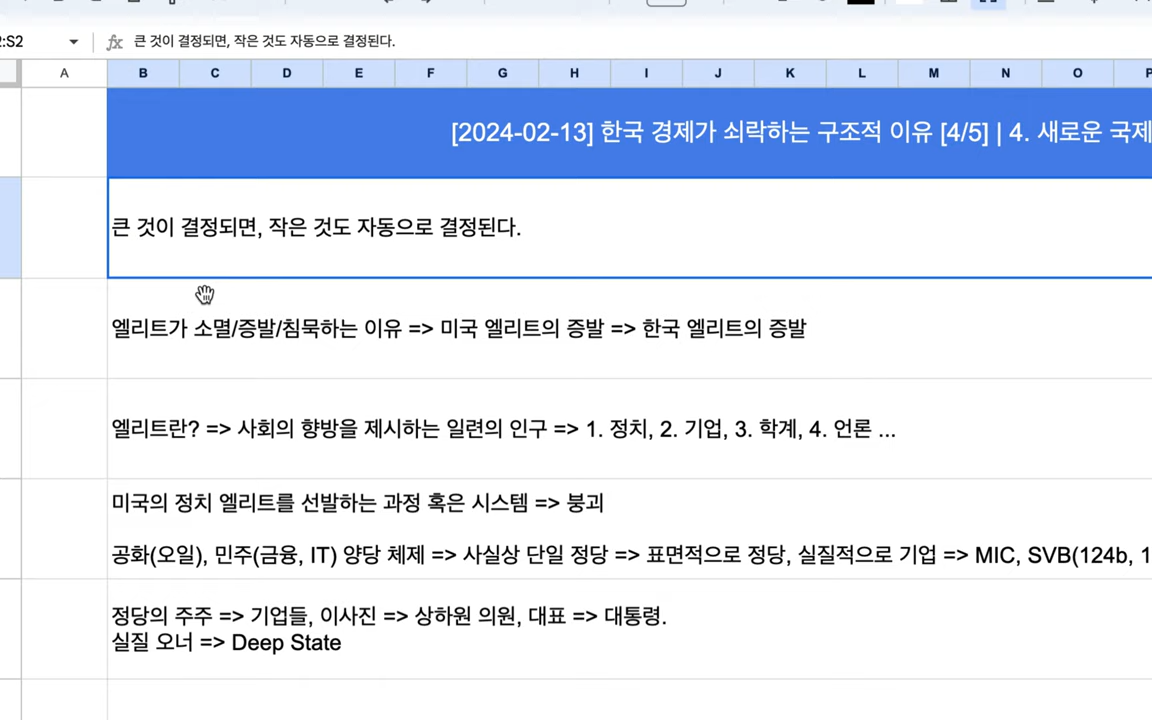 :S2 fx 큰 것이 결정되면, 작은 것도 자동으로 결정된다.
A B C D E F G H I J K L M N O P
[2024-02-13] 한국 경제가 쇠락하는 구조적 이유 [4/5] | 4. 새로운 국제
큰 것이 결정되면, 작은 것도 자동으로 결정된다.
엘리트가 소멸/증발/침묵하는 이유 => 미국 엘리트의 증발 => 한국 엘리트의 증발
엘리트란? => 사회의 향방을 제시하는 일련의 인구 => 1. 정치, 2. 기업, 3. 학계, 4. 언론 ...
미국의 정치 엘리트를 선발하는 과정 혹은 시스템 => 붕괴
공화(오일), 민주(금융, IT) 양당 체제 => 사실상 단일 정당 => 표면적으로 정당, 실질적으로 기업 => MIC, SVB(124b, 1
정당의 주주 => 기업들, 이사진 => 상하원 의원, 대표 => 대통령.
실질 오너 => Deep State